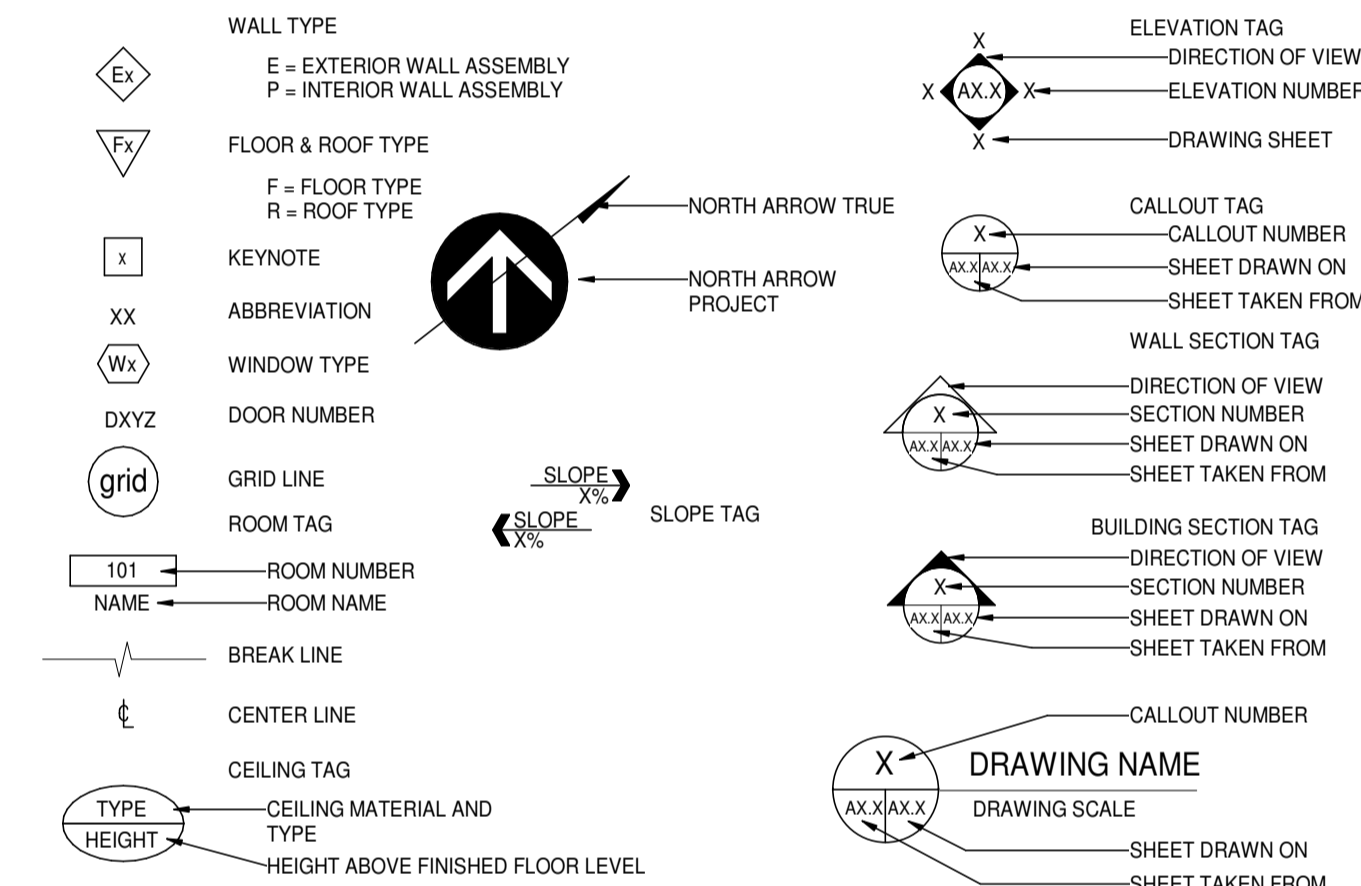 WALL TYPE
Ex
E = EXTERIOR WALL ASSEMBLY
P = INTERIOR WALL ASSEMBLY
Fx
FLOOR & ROOF TYPE
F = FLOOR TYPE
R = ROOF TYPE
x
KEYNOTE
XX
ABBREVIATION
Wx
WINDOW TYPE
DXYZ
DOOR NUMBER
grid
GRID LINE
ROOM TAG
101
ROOM NUMBER
NAME
ROOM NAME
BREAK LINE
℄
CENTER LINE
CEILING TAG
TYPE
CEILING MATERIAL AND
TYPE
HEIGHT
HEIGHT ABOVE FINISHED FLOOR LEVEL
NORTH ARROW TRUE
NORTH ARROW
PROJECT
SLOPE
X%
SLOPE
X%
SLOPE TAG
ELEVATION TAG
X
DIRECTION OF VIEW
X
AX.X
X
ELEVATION NUMBER
X
DRAWING SHEET
CALLOUT TAG
X
CALLOUT NUMBER
AX.X AX.X
SHEET DRAWN ON
SHEET TAKEN FROM
WALL SECTION TAG
DIRECTION OF VIEW
X
SECTION NUMBER
AX.X AX.X
SHEET DRAWN ON
SHEET TAKEN FROM
BUILDING SECTION TAG
DIRECTION OF VIEW
X
SECTION NUMBER
AX.X AX.X
SHEET DRAWN ON
SHEET TAKEN FROM
CALLOUT NUMBER
X
DRAWING NAME
AX.X AX.X
DRAWING SCALE
SHEET DRAWN ON
SHEET TAKEN FROM